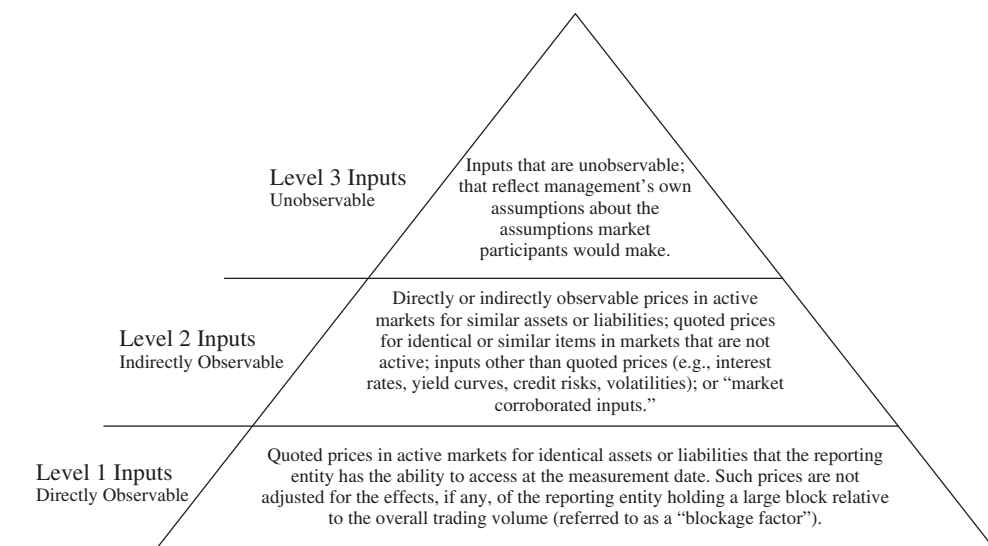 Level 3 Inputs
Unobservable
Inputs that are unobservable;
that reflect management’s own
assumptions about the
assumptions market
participants would make.
Level 2 Inputs
Indirectly Observable
Directly or indirectly observable prices in active
markets for similar assets or liabilities; quoted prices
for identical or similar items in markets that are not
active; inputs other than quoted prices (e.g., interest
rates, yield curves, credit risks, volatilities); or “market
corroborated inputs.”
Level 1 Inputs
Directly Observable
Quoted prices in active markets for identical assets or liabilities that the reporting
entity has the ability to access at the measurement date. Such prices are not
adjusted for the effects, if any, of the reporting entity holding a large block relative
to the overall trading volume (referred to as a “blockage factor”).